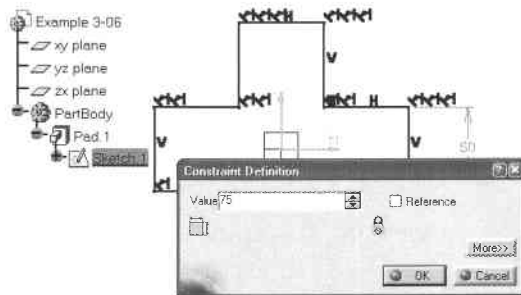 Example 3-06
xy plane
yz plane
zx plane
PartBody
Pad.1
Sketch.1
H
V
H
V
V
50
Constraint Definition
Value 75
Reference
More>>
OK
Cancel